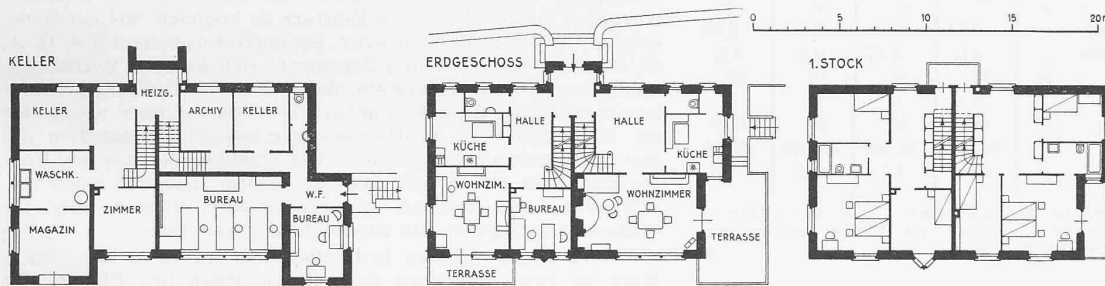 KELLER
KELLER
HEIZG.
ARCHIV
KELLER
WASCHK.
ZIMMER
BUREAU
W.F.
MAGAZIN
BUREAU
ERDGESCHOSS
HALLE
HALLE
KÜCHE
KÜCHE
WOHNZIM.
BUREAU
WOHNZIMMER
TERRASSE
TERRASSE
0 5 10 15 20
1. STOCK